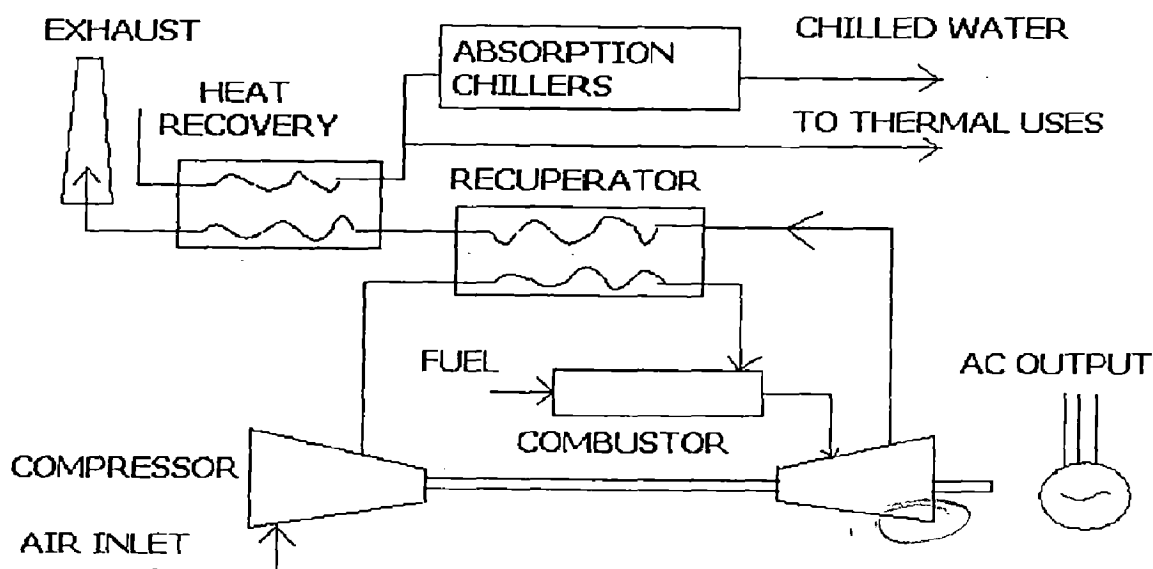 EXHAUST
ABSORPTION
CHILLERS
CHILLED WATER
HEAT
RECOVERY
TO THERMAL USES
RECUPERATOR
FUEL
AC OUTPUT
COMBUSTOR
COMPRESSOR
AIR INLET